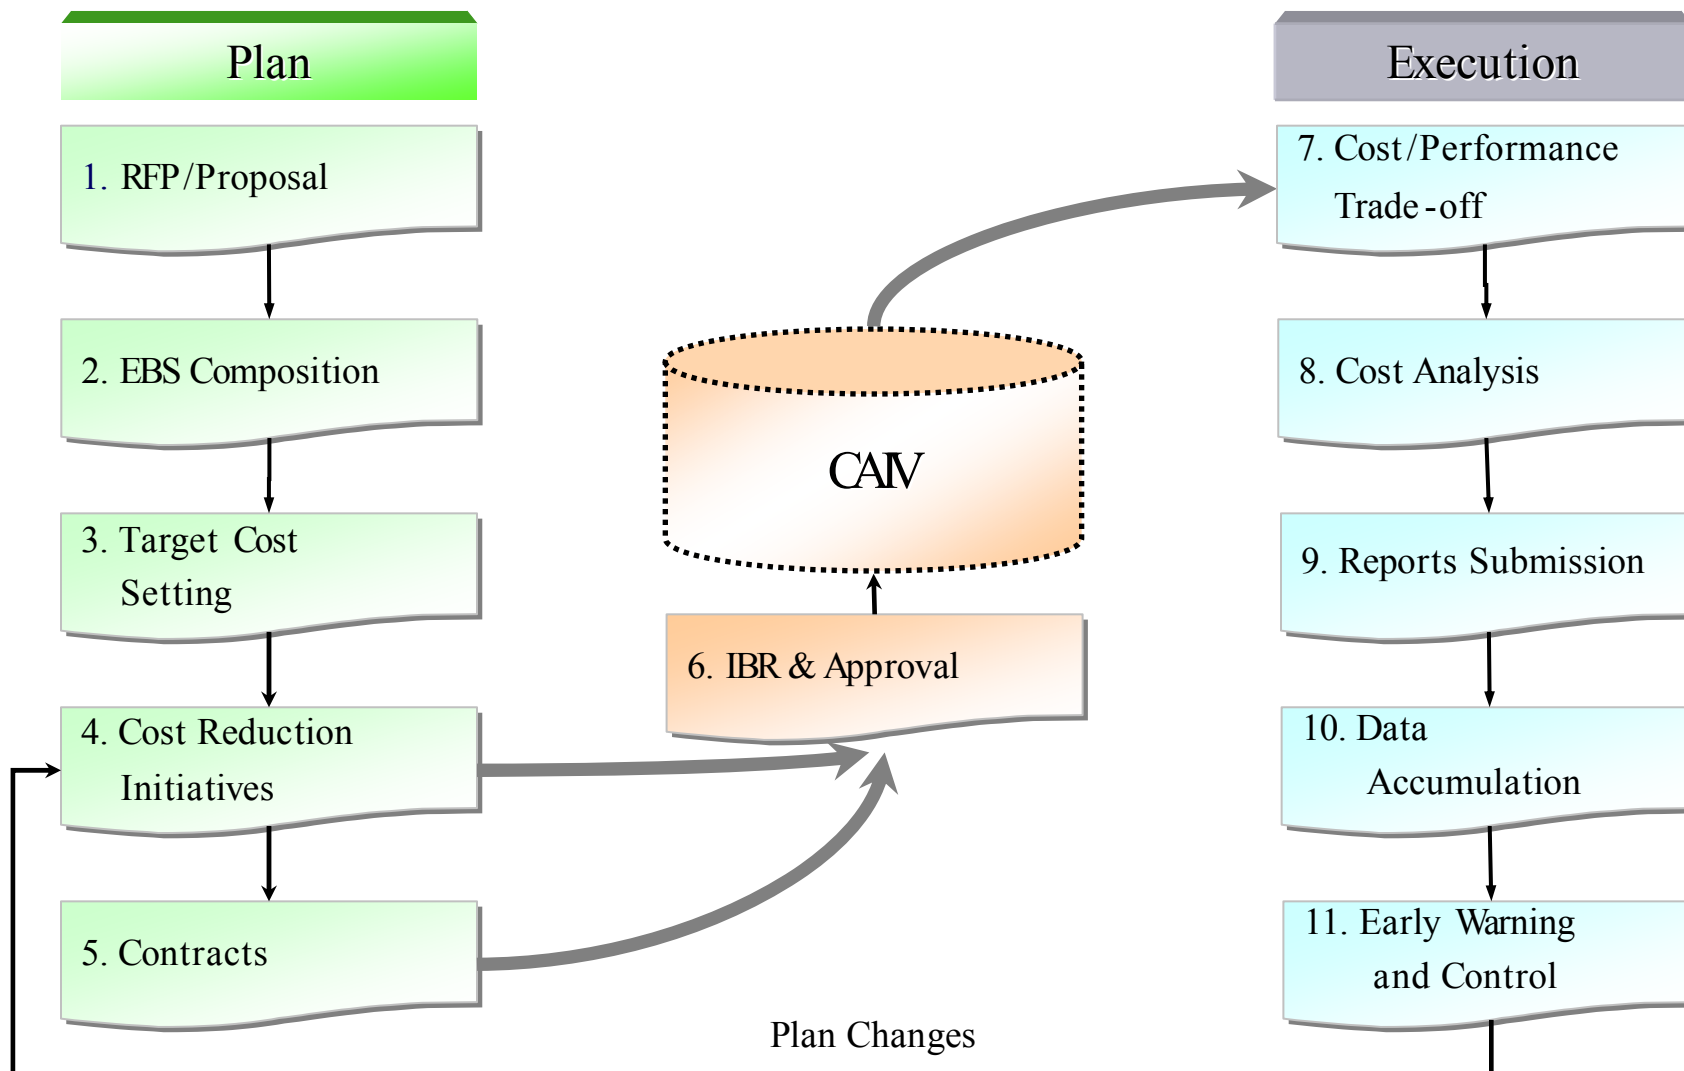 Plan
1. RFP/Proposal
2. EBS Composition
3. Target Cost
Setting
4. Cost Reduction
Initiatives
5. Contracts
CAIV
6. IBR & Approval
Plan Changes
Execution
7. Cost/Performance
Trade-off
8. Cost Analysis
9. Reports Submission
10. Data
Accumulation
11. Early Warning
and Control